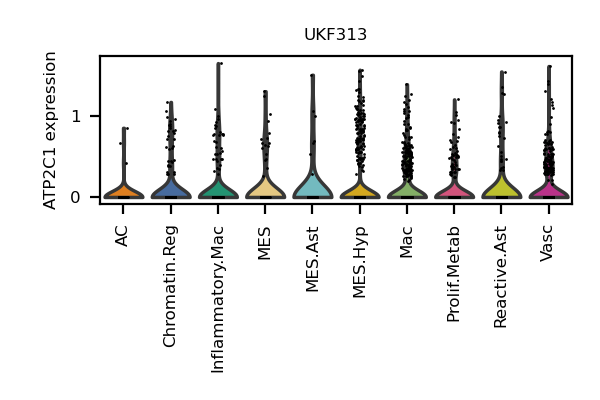 UKF313
ATP2C1 expression
1
0
AC
Chromatin.Reg
Inflammatory.Mac
MES
MES.Ast
MES.Hyp
Mac
Prolif.Metab
Reactive.Ast
Vasc